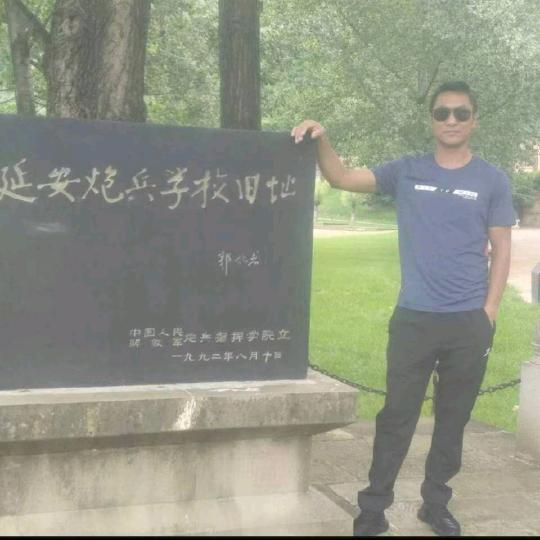 延安炮兵学校旧址
郭化若
中国人民
解放军炮兵指挥学院立
一九九二年八月十日